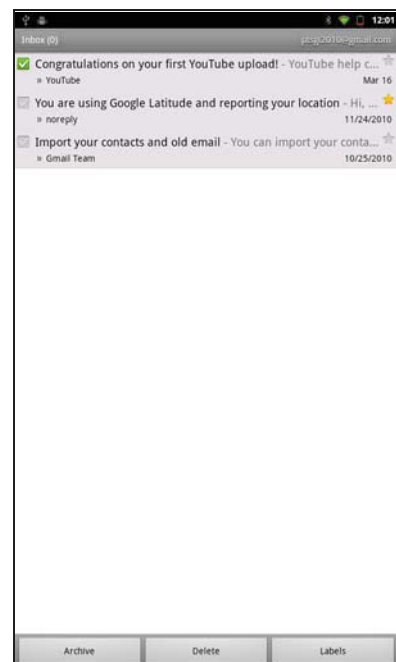 12:01
Inbox (0)
Congratulations on your first YouTube upload! - YouTube help c...
» YouTube Mar 16
You are using Google Latitude and reporting your location - Hi, ...
» noreply 11/24/2010
Import your contacts and old email - You can import your conta...
» Gmail Team 10/25/2010
Archive Delete Labels